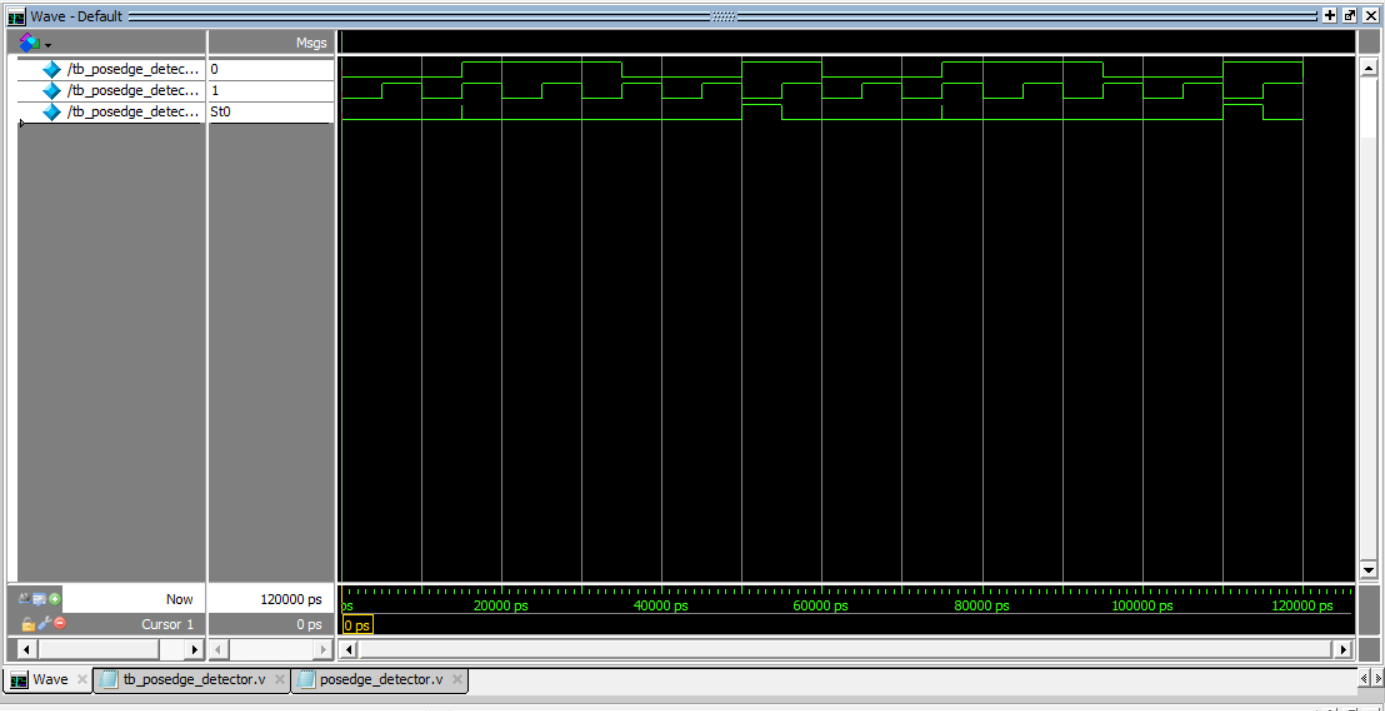 Wave - Default
Msgs
/tb_posedge_detec... 0
/tb_posedge_detec... 1
/tb_posedge_detec... St0
Now 120000 ps
ps 20000 ps 40000 ps 60000 ps 80000 ps 100000 ps 120000 ps
Cursor 1 0 ps 0 ps
Wave tb_posedge_detector.v posedge_detector.v